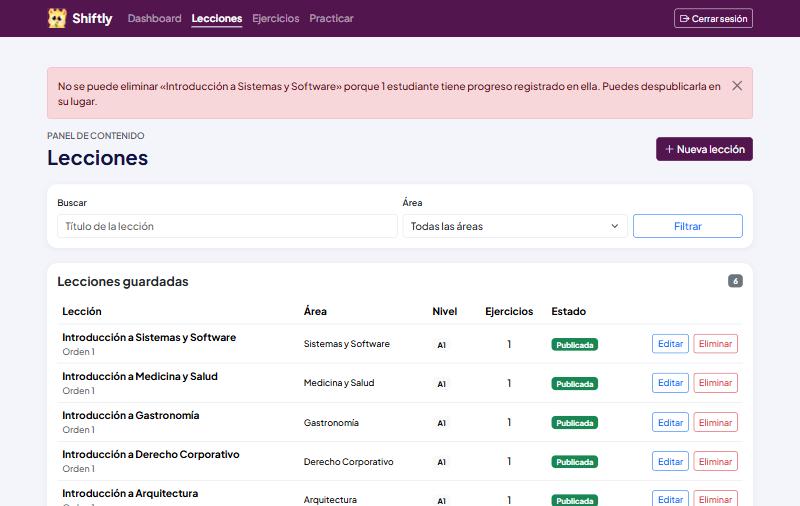 Shiftly Dashboard Lecciones Ejercicios Practicar Cerrar sesión
No se puede eliminar «Introducción a Sistemas y Software» porque 1 estudiante tiene progreso registrado en ella. Puedes despublicarla en
su lugar.
PANEL DE CONTENIDO
Lecciones
+ Nueva lección
Buscar Área
Título de la lección Todas las áreas Filtrar
Lecciones guardadas 6
Lección Área Nivel Ejercicios Estado
Introducción a Sistemas y Software Sistemas y Software A1 1 Publicada Editar Eliminar
Orden 1
Introducción a Medicina y Salud Medicina y Salud A1 1 Publicada Editar Eliminar
Orden 1
Introducción a Gastronomía Gastronomía A1 1 Publicada Editar Eliminar
Orden 1
Introducción a Derecho Corporativo Derecho Corporativo A1 1 Publicada Editar Eliminar
Orden 1
Introducción a Arquitectura Arquitectura A1 1 Publicada Editar Eliminar